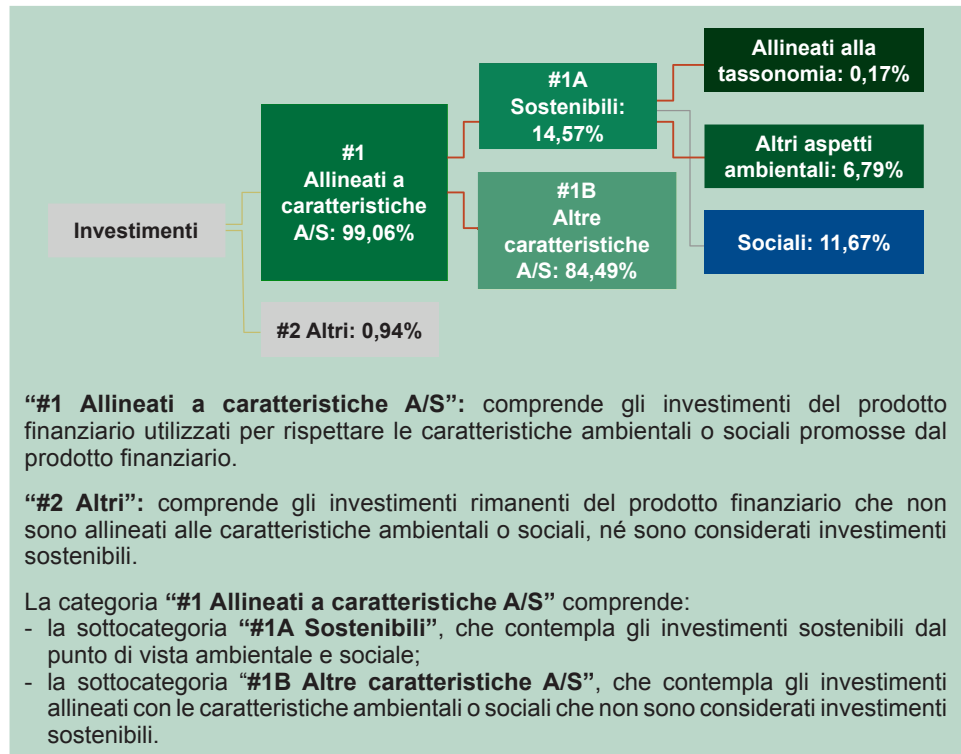 Investimenti
#1
Allineati a
caratteristiche
A/S: 99,06%
#2 Altri: 0,94%
#1A
Sostenibili:
14,57%
#1B
Altre
caratteristiche
A/S: 84,49%
Allineati alla
tassonomia: 0,17%
Altri aspetti
ambientali: 6,79%
Sociali: 11,67%
“#1 Allineati a caratteristiche A/S”: comprende gli investimenti del prodotto
finanziario utilizzati per rispettare le caratteristiche ambientali o sociali promosse dal
prodotto finanziario.
“#2 Altri”: comprende gli investimenti rimanenti del prodotto finanziario che non
sono allineati alle caratteristiche ambientali o sociali, né sono considerati investimenti
sostenibili.
La categoria “#1 Allineati a caratteristiche A/S” comprende:
- la sottocategoria “#1A Sostenibili”, che contempla gli investimenti sostenibili dal
punto di vista ambientale e sociale;
- la sottocategoria “#1B Altre caratteristiche A/S”, che contempla gli investimenti
allineati con le caratteristiche ambientali o sociali che non sono considerati investimenti
sostenibili.